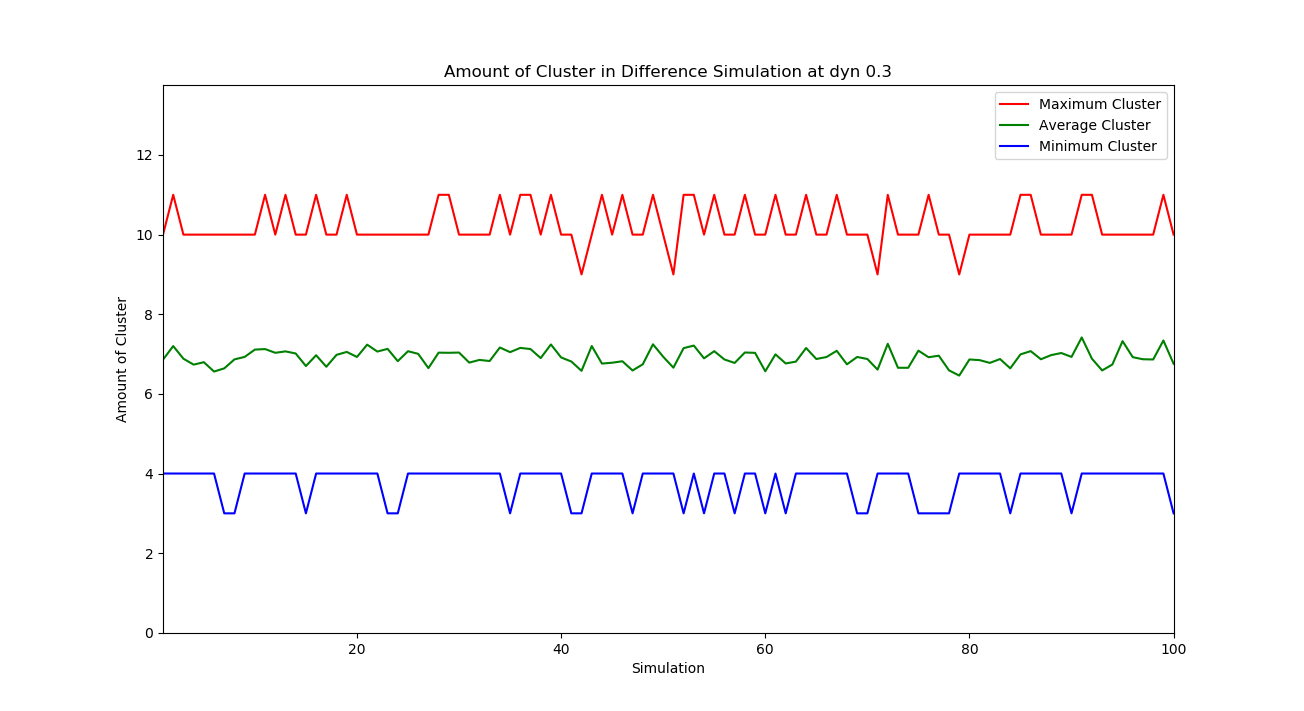 Amount of Cluster in Difference Simulation at dyn 0.3
Maximum Cluster
Average Cluster
Minimum Cluster
Amount of Cluster
12
10
8
6
4
2
0
20
40
60
80
100
Simulation